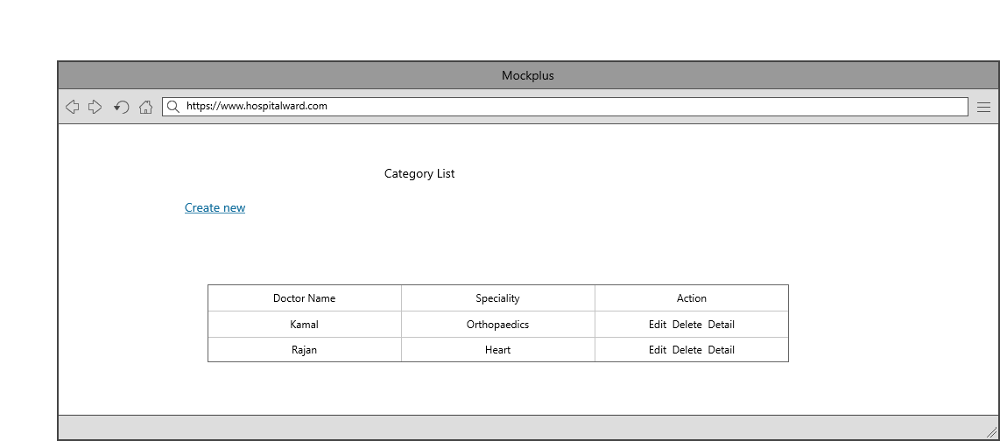 Mockplus
https://www.hospitalward.com
Category List
Create new
Doctor Name Speciality Action
Kamal Orthopaedics Edit Delete Detail
Rajan Heart Edit Delete Detail